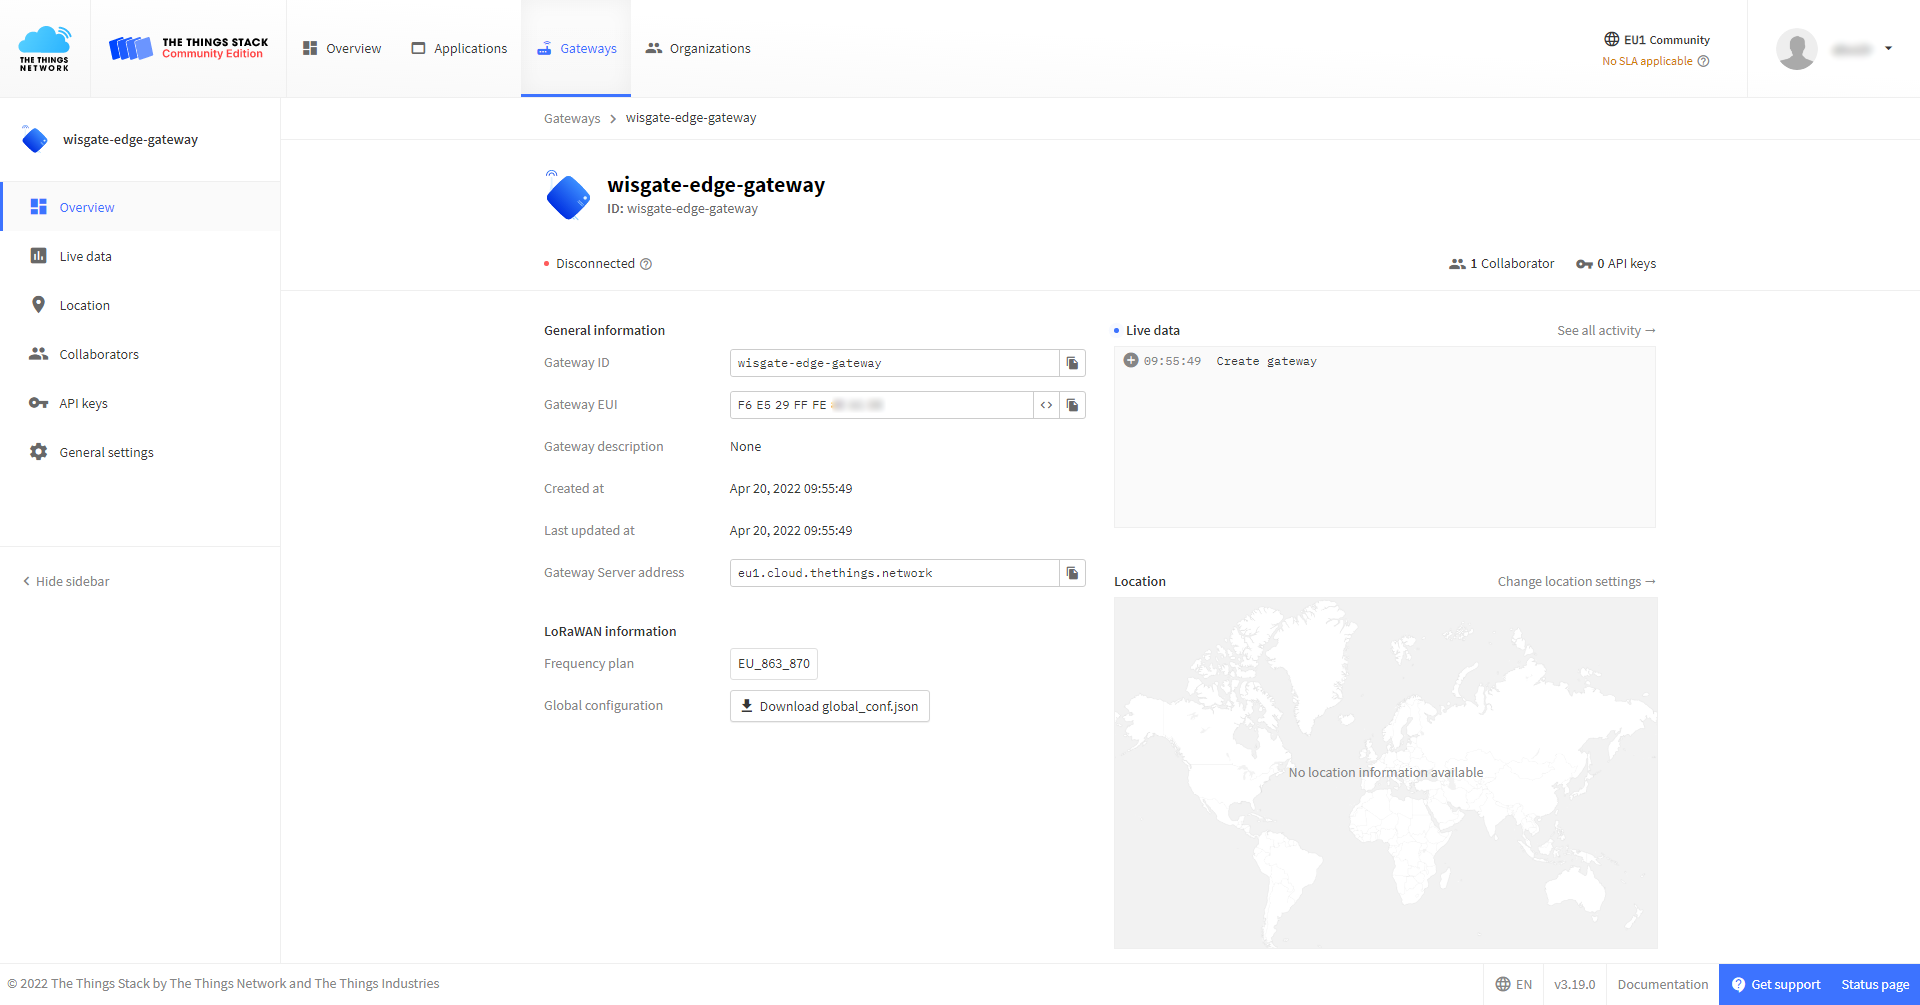 THE THINGS
NETWORK
THE THINGS STACK
Community Edition
Overview
Applications
Gateways
Organizations
EU1 Community
No SLA applicable
wisgate-edge-gateway
Overview
Live data
Location
Collaborators
API keys
General settings
Hide sidebar
Gateways > wisgate-edge-gateway
wisgate-edge-gateway
ID: wisgate-edge-gateway
Disconnected
1 Collaborator
0 API keys
General information
Gateway ID
wisgate-edge-gateway
Gateway EUI
F6 E5 29 FF FE
Gateway description
None
Created at
Apr 20, 2022 09:55:49
Last updated at
Apr 20, 2022 09:55:49
Gateway Server address
eu1.cloud.thethings.network
LoRaWAN information
Frequency plan
EU_863_870
Global configuration
Download global_conf.json
Live data
See all activity →
09:55:49 Create gateway
Location
Change location settings →
No location information available
© 2022 The Things Stack by The Things Network and The Things Industries
EN
v3.19.0
Documentation
Get support
Status page